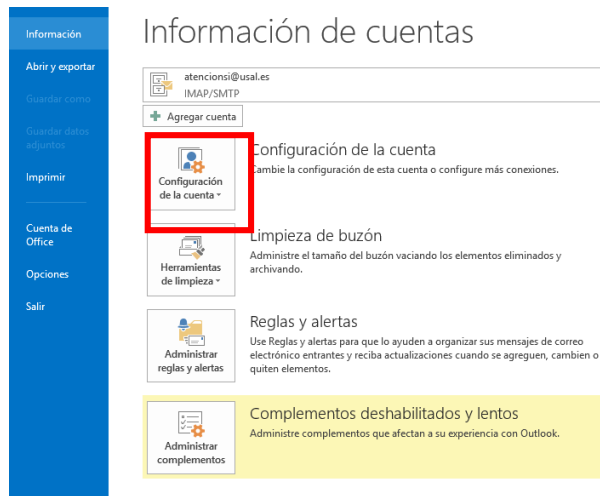 Información
Abrir y exportar
Guardar como
Guardar datos
adjuntos
Imprimir
Cuenta de
Office
Opciones
Salir
Información de cuentas
atencionsi@usal.es
IMAP/SMTP
Agregar cuenta
Configuración
de la cuenta
Configuración de la cuenta
Cambie la configuración de esta cuenta o configure más conexiones.
Herramientas
de limpieza
Limpieza de buzón
Administre el tamaño del buzón vaciando los elementos eliminados y
archivando.
Administrar
reglas y alertas
Reglas y alertas
Use Reglas y alertas para que lo ayuden a organizar sus mensajes de correo
electrónico entrantes y reciba actualizaciones cuando se agreguen, cambien o
quiten elementos.
Administrar
complementos
Complementos deshabilitados y lentos
Administre complementos que afectan a su experiencia con Outlook.